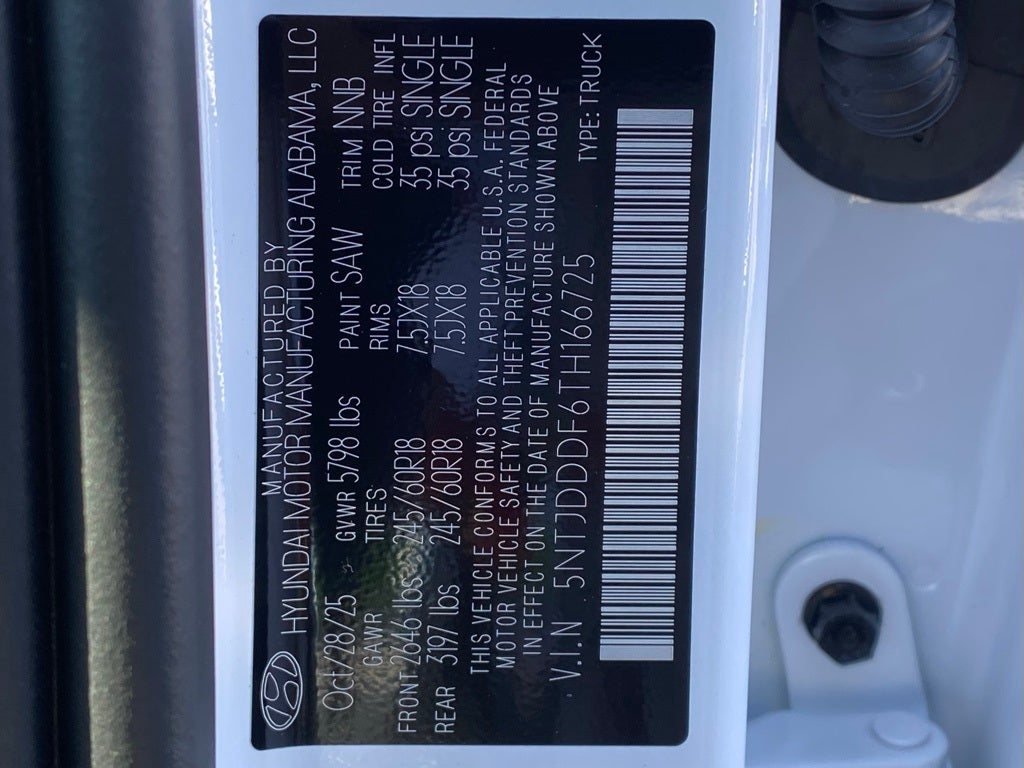 MANUFACTURED BY
HYUNDAI MOTOR MANUFACTURING ALABAMA, LLC
Oct/28/25 GVWR 5798 lbs PAINT SAW TRIM NNB
GAWR TIRES RIMS COLD TIRE INFL
FRONT 2646 lbs 245/60R18 7.5JX18 35 psi SINGLE
REAR 3197 lbs 245/60R18 7.5JX18 35 psi SINGLE
THIS VEHICLE CONFORMS TO ALL APPLICABLE U.S.A. FEDERAL
MOTOR VEHICLE SAFETY AND THEFT PREVENTION STANDARDS
IN EFFECT ON THE DATE OF MANUFACTURE SHOWN ABOVE
V.I.N 5NTJDDDF6TH166725 TYPE: TRUCK